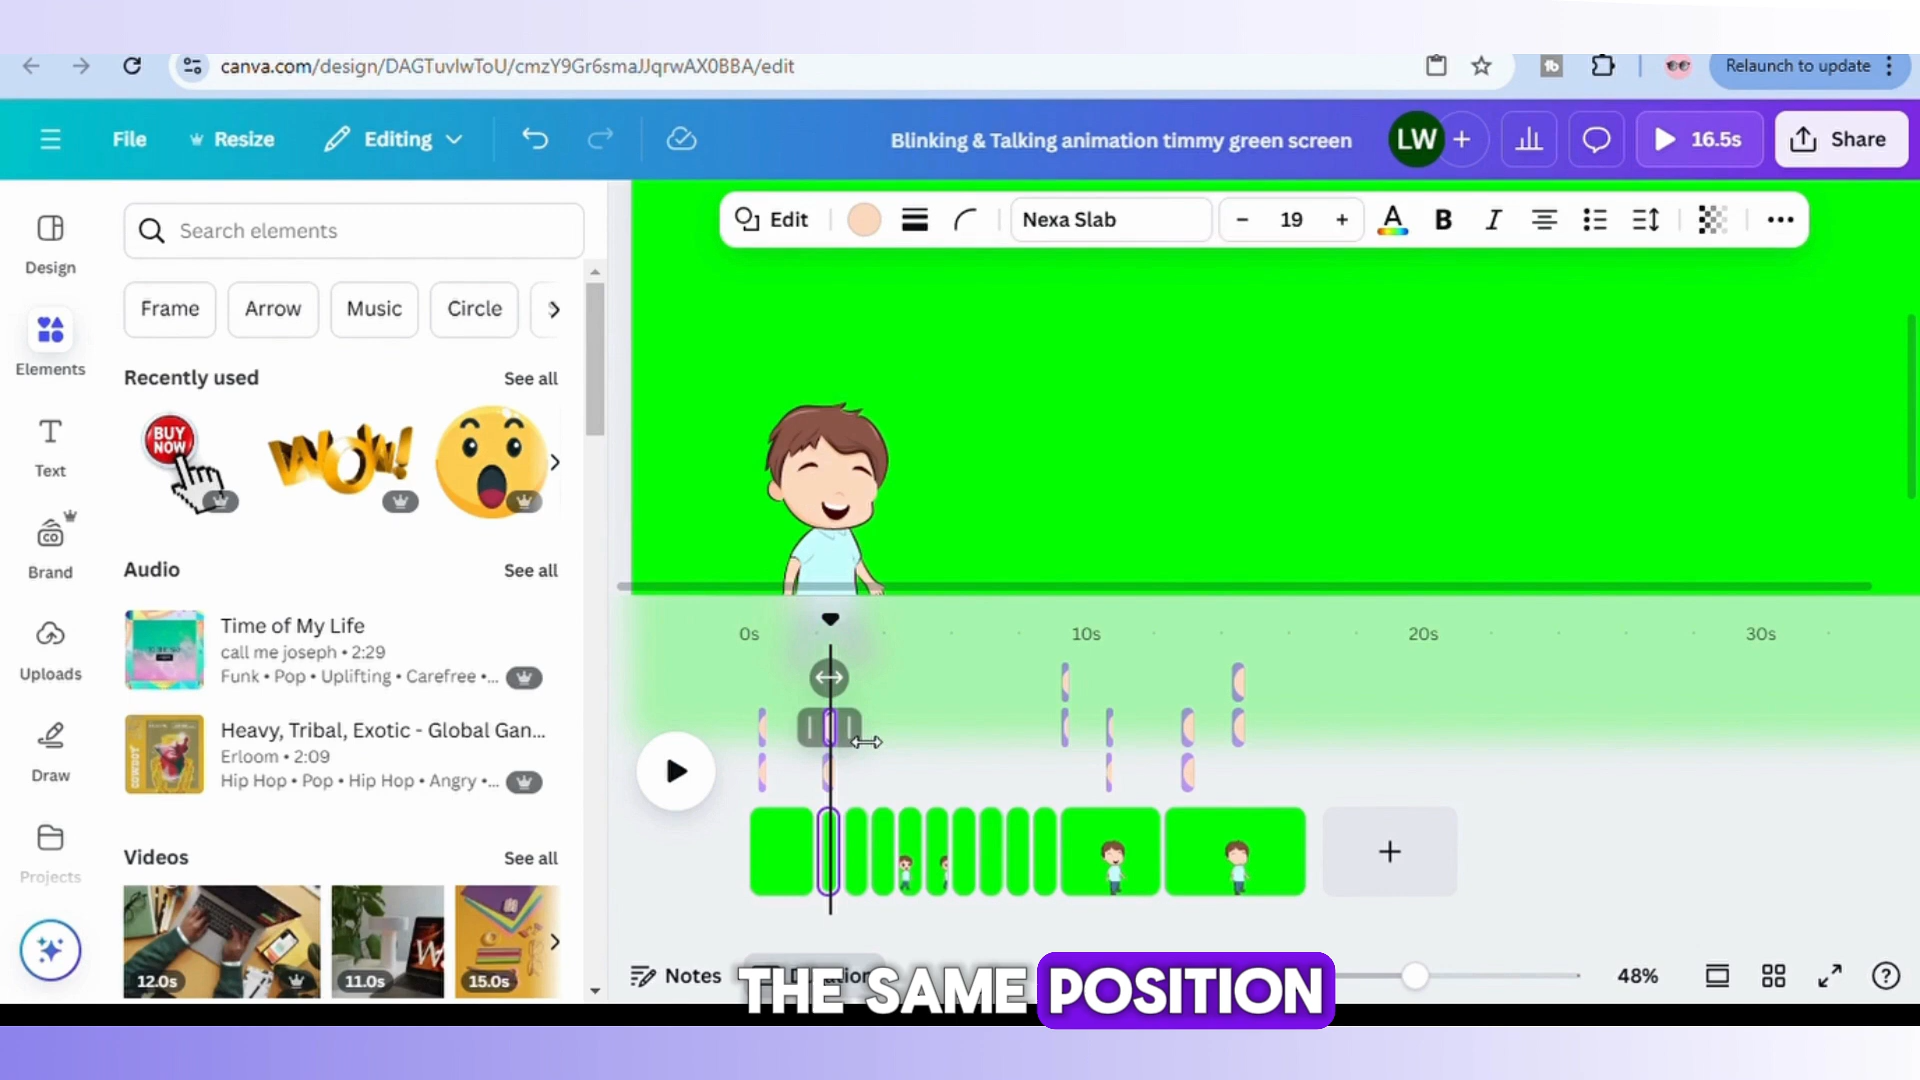 canva.com/design/DAGTuvlwToU/cmzY9Gr6smaJJqrwAX0BBA/edit
Relaunch to update
File
Resize
Editing
Blinking & Talking animation timmy green screen
LW
16.5s
Share
Design
Elements
Text
Brand
Uploads
Draw
Projects
Search elements
Frame
Arrow
Music
Circle
Recently used
See all
BUY
NOW
WOW!
Audio
See all
Time of My Life
call me joseph • 2:29
Funk • Pop • Uplifting • Carefree •...
Heavy, Tribal, Exotic - Global Gan...
Erloom • 2:09
Hip Hop • Pop • Hip Hop • Angry •...
Videos
See all
12.0s
11.0s
15.0s
Edit
Nexa Slab
19
A
B
I
0s
10s
20s
30s
Notes
THE SAME POSITION
48%